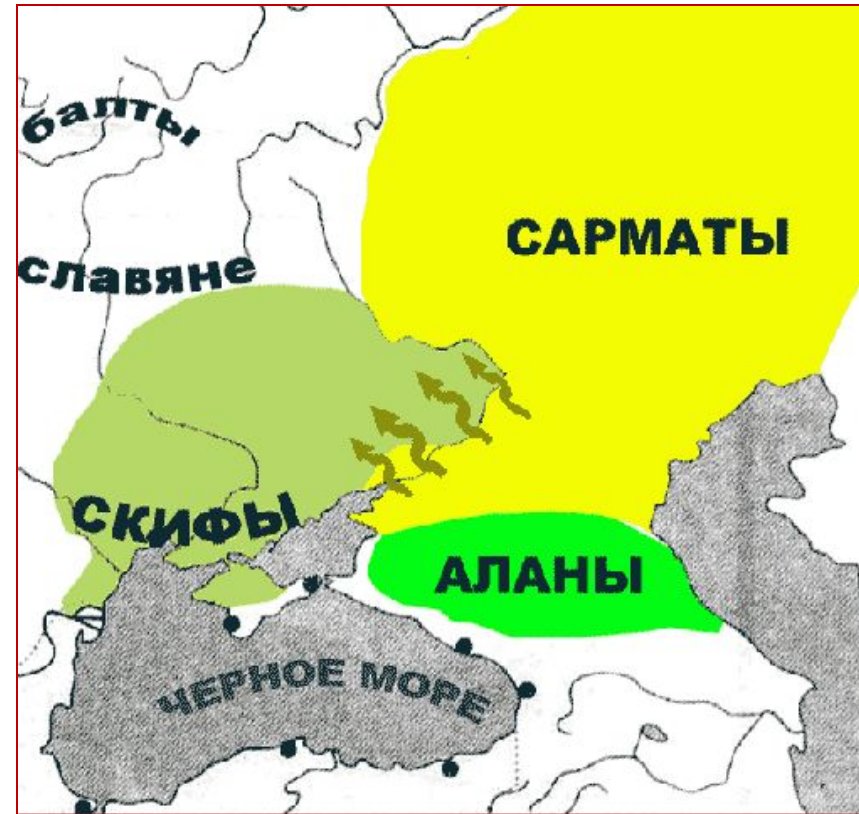 балты
САРМАТЫ
славяне
СКИФЫ
АЛАНЫ
ЧЕРНОЕ МОРЕ